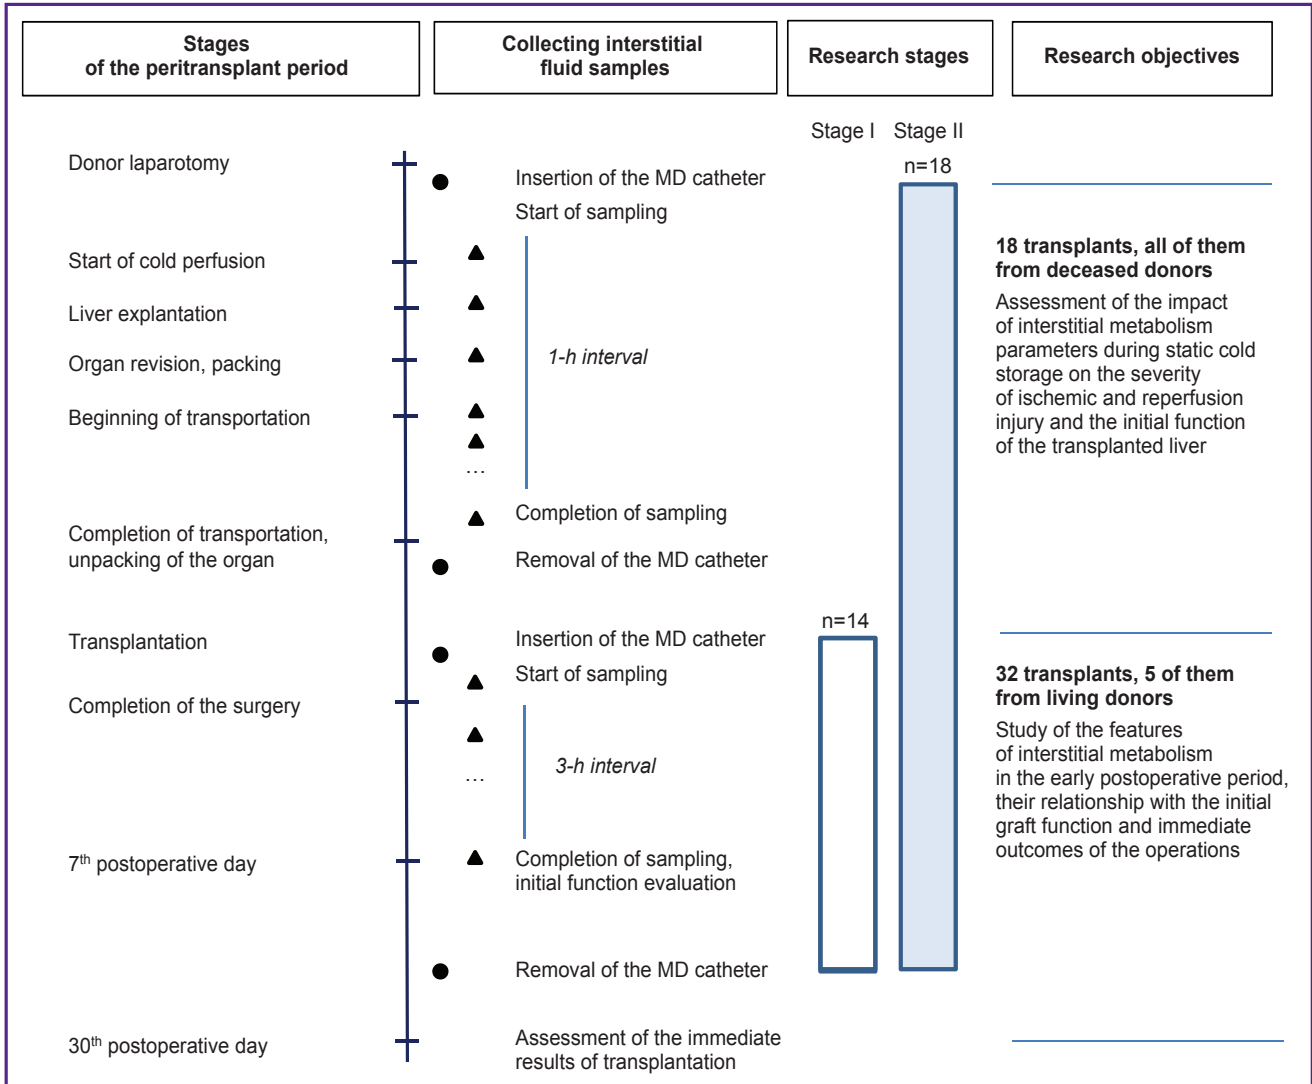 Stages
of the peritransplant period
Collecting interstitial
fluid samples
Research stages
Research objectives
Stage I
Stage II
Donor laparotomy
Insertion of the MD catheter
Start of sampling
n=18
Start of cold perfusion
Liver explantation
Organ revision, packing
Beginning of transportation
1-h interval
...
18 transplants, all of them
from deceased donors
Assessment of the impact
of interstitial metabolism
parameters during static cold
storage on the severity
of ischemic and reperfusion
injury and the initial function
of the transplanted liver
Completion of transportation,
unpacking of the organ
Completion of sampling
Removal of the MD catheter
n=14
Transplantation
Insertion of the MD catheter
Start of sampling
Completion of the surgery
3-h interval
...
32 transplants, 5 of them
from living donors
Study of the features
of interstitial metabolism
in the early postoperative period,
their relationship with the initial
graft function and immediate
outcomes of the operations
7th postoperative day
Completion of sampling,
initial function evaluation
Removal of the MD catheter
30th postoperative day
Assessment of the immediate
results of transplantation